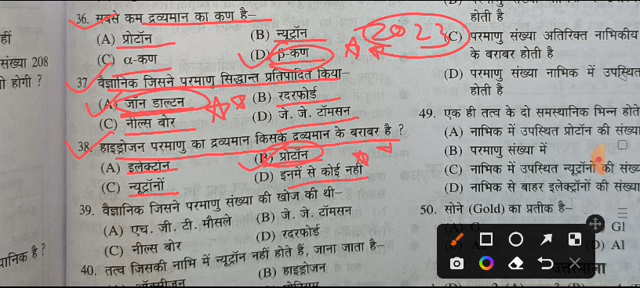 36. सबसे कम द्रव्यमान का कण है–
(A) प्रोटॉन
(B) न्यूट्रॉन
(C) α-कण
(D) β-कण
2023
37. वैज्ञानिक जिसने परमाणु सिद्धान्त प्रतिपादित किया–
(A) जॉन डाल्टन
(B) रदरफोर्ड
(C) नील्स बोर
(D) जे. जे. टॉमसन
38. हाइड्रोजन परमाणु का द्रव्यमान किसके द्रव्यमान के बराबर है ?
(A) इलेक्ट्रान
(B) प्रोटॉन
(C) न्यूट्रॉनों
(D) इनमें से कोई नहीं
39. वैज्ञानिक जिसने परमाणु संख्या की खोज की थी–
(A) एच. जी. टी. मौसले
(B) जे. जे. टॉमसन
(C) नील्स बोर
(D) रदरफोर्ड
40. तत्व जिसकी नाभि में न्यूट्रॉन नहीं होते हैं, जाना जाता है–
(B) हाइड्रोजन
संख्या 208
होगी ?
होती है
(C) परमाणु संख्या अतिरिक्त नाभिकीय
के बराबर होती है
(D) परमाणु संख्या नाभिक में उपस्थित
होती है
49. एक ही तत्व के दो समस्थानिक भिन्न होते
(A) नाभिक में उपस्थित प्रोटॉन की संख्या
(B) परमाणु संख्या में
(C) नाभिक में उपस्थित न्यूट्रॉनों की संख्या
(D) नाभिक से बाहर इलेक्ट्रॉनों की संख्या
50. सोने (Gold) का प्रतीक है–
Gl
(D) Al